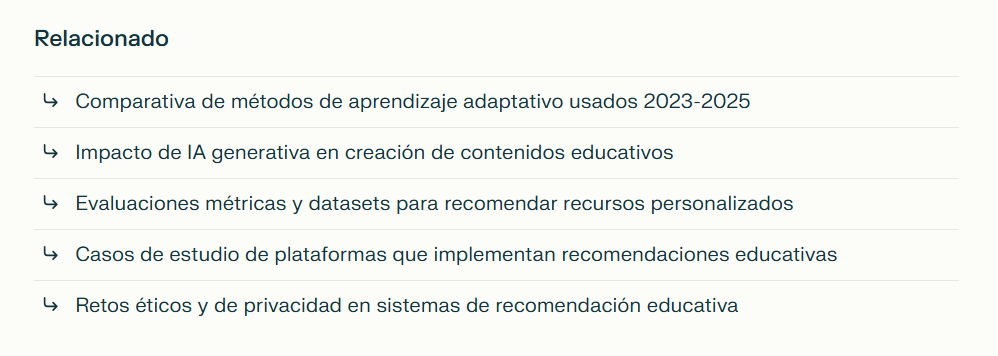 Relacionado
Comparativa de métodos de aprendizaje adaptativo usados 2023-2025
Impacto de IA generativa en creación de contenidos educativos
Evaluaciones métricas y datasets para recomendar recursos personalizados
Casos de estudio de plataformas que implementan recomendaciones educativas
Retos éticos y de privacidad en sistemas de recomendación educativa